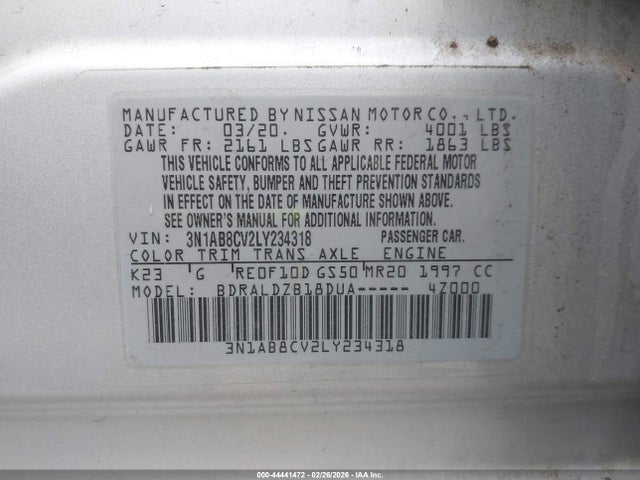 MANUFACTURED BY NISSAN MOTOR CO., LTD.
DATE: 03/20. GVWR: 4001 LBS
GAWR FR: 2161 LBS GAWR RR: 1863 LBS
THIS VEHICLE CONFORMS TO ALL APPLICABLE FEDERAL MOTOR
VEHICLE SAFETY, BUMPER AND THEFT PREVENTION STANDARDS
IN EFFECT ON THE DATE OF MANUFACTURE SHOWN ABOVE.
SEE OWNER'S MANUAL FOR ADDITIONAL INFORMATION.
VIN: 3N1AB8CV2LY234318 PASSENGER CAR.
COLOR TRIM TRANS AXLE ENGINE
K23 G RE0F10D GS50 MR20 1997 CC
MODEL: BDRALDZB18DUA----- 4Z000
3N1AB8CV2LY234318
000-44441472 - 02/26/2026 - IAA Inc.